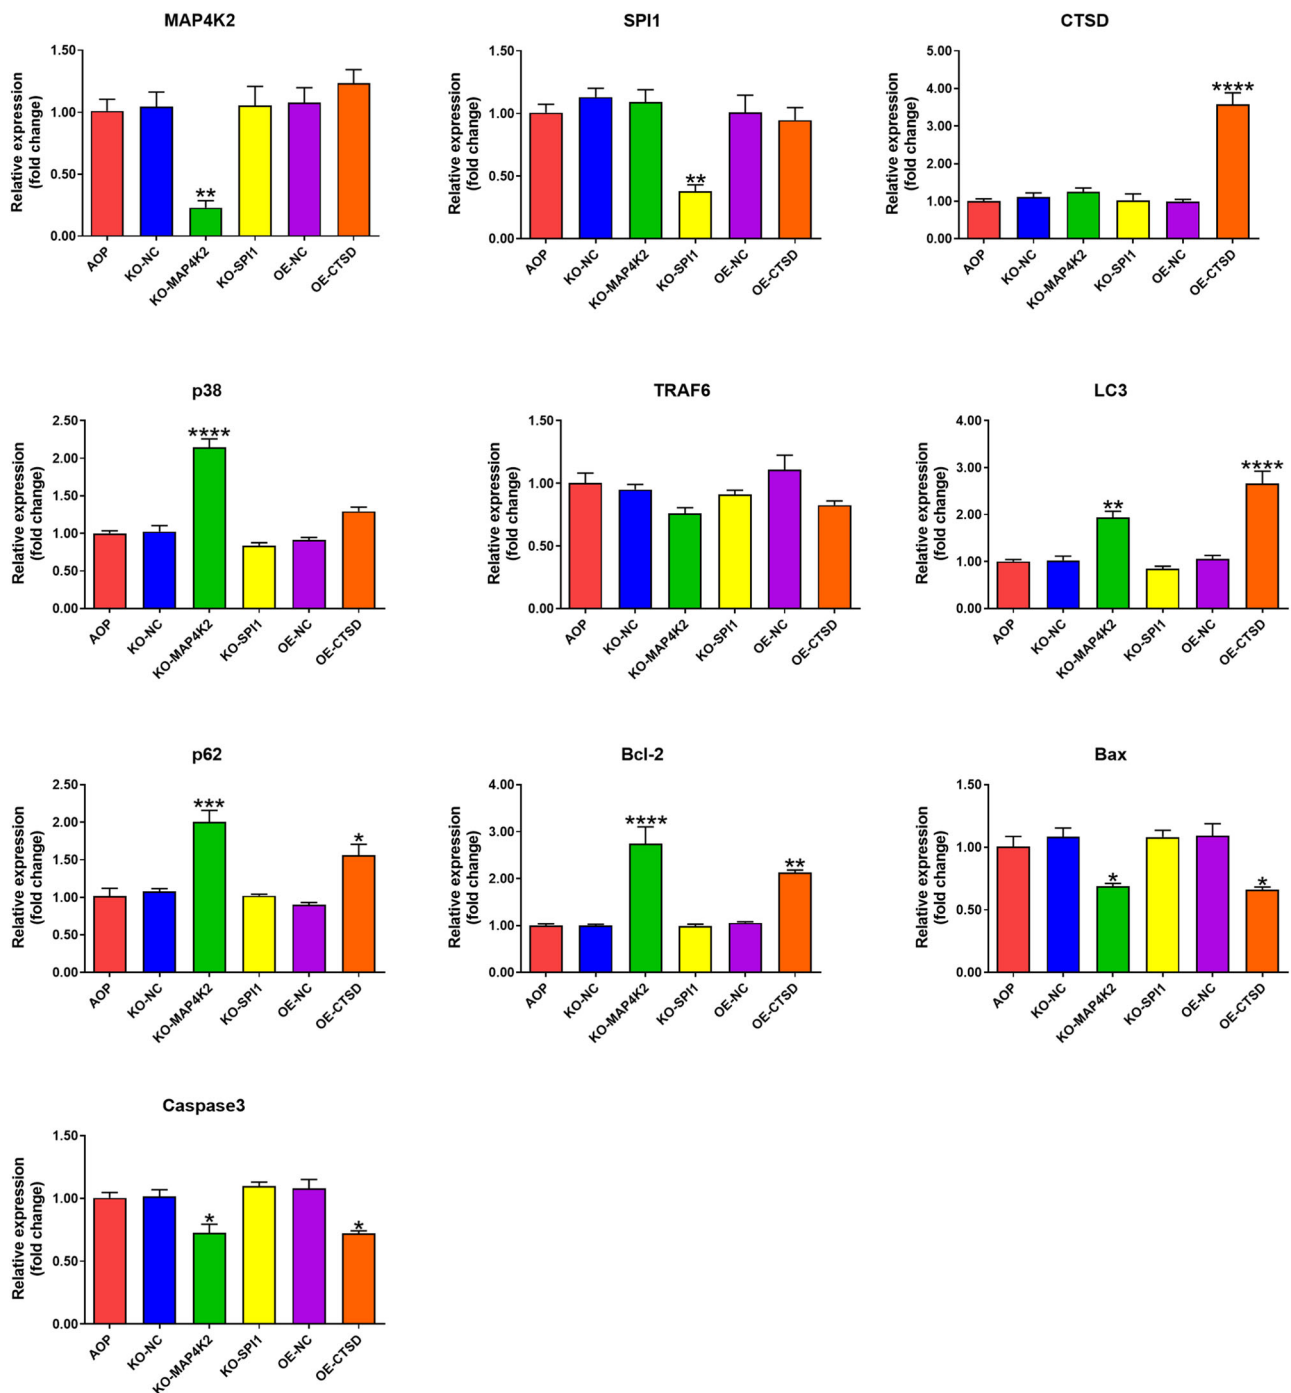 MAP4K2
Relative expression
(fold change)
1.50
1.00
0.50
0.00
**
AOP
KO-NC
KO-MAP4K2
KO-SPI1
OE-NC
OE-CTSD
SPI1
Relative expression
(fold change)
1.50
1.00
0.50
0.00
**
AOP
KO-NC
KO-MAP4K2
KO-SPI1
OE-NC
OE-CTSD
CTSD
Relative expression
(fold change)
5.00
4.00
3.00
2.00
1.00
0.00
****
AOP
KO-NC
KO-MAP4K2
KO-SPI1
OE-NC
OE-CTSD
p38
Relative expression
(fold change)
2.50
2.00
1.50
1.00
0.50
0.00
****
AOP
KO-NC
KO-MAP4K2
KO-SPI1
OE-NC
OE-CTSD
TRAF6
Relative expression
(fold change)
1.50
1.00
0.50
0.00
AOP
KO-NC
KO-MAP4K2
KO-SPI1
OE-NC
OE-CTSD
LC3
Relative expression
(fold change)
4.00
3.00
2.00
1.00
0.00
**
****
AOP
KO-NC
KO-MAP4K2
KO-SPI1
OE-NC
OE-CTSD
p62
Relative expression
(fold change)
2.50
2.00
1.50
1.00
0.50
0.00
***
*
AOP
KO-NC
KO-MAP4K2
KO-SPI1
OE-NC
OE-CTSD
Bcl-2
Relative expression
(fold change)
4.00
3.00
2.00
1.00
0.00
****
**
AOP
KO-NC
KO-MAP4K2
KO-SPI1
OE-NC
OE-CTSD
Bax
Relative expression
(fold change)
1.50
1.00
0.50
0.00
*
*
AOP
KO-NC
KO-MAP4K2
KO-SPI1
OE-NC
OE-CTSD
Caspase3
Relative expression
(fold change)
1.50
1.00
0.50
0.00
*
*
AOP
KO-NC
KO-MAP4K2
KO-SPI1
OE-NC
OE-CTSD